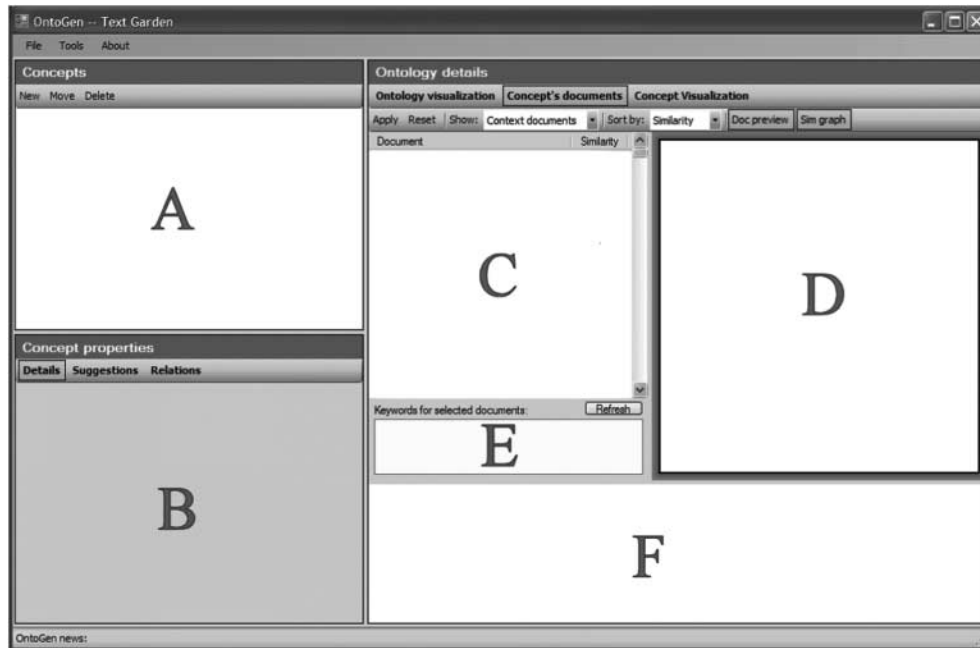 OntoGen -- Text Garden
File Tools About
Concepts
New Move Delete
A
Concept properties
Details Suggestions Relations
B
Ontology details
Ontology visualization Concept's documents Concept Visualization
Apply Reset Show: Context documents Sort by: Similarity Doc preview Sim graph
Document Similarity
C
D
Keywords for selected documents: Refresh
E
F
OntoGen news: